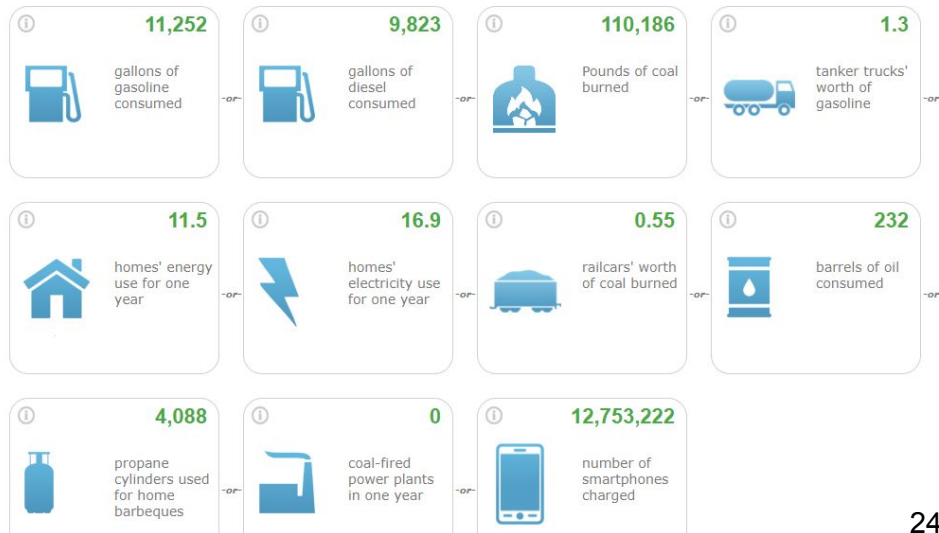 11,252
gallons of
gasoline
consumed
-or-
9,823
gallons of
diesel
consumed
-or-
110,186
Pounds of coal
burned
-or-
1.3
tanker trucks'
worth of
gasoline
-or-
11.5
homes' energy
use for one
year
-or-
16.9
homes'
electricity use
for one year
-or-
0.55
railcars' worth
of coal burned
-or-
232
barrels of oil
consumed
-or-
4,088
propane
cylinders used
for home
barbeques
-or-
0
coal-fired
power plants
in one year
-or-
12,753,222
number of
smartphones
charged
24